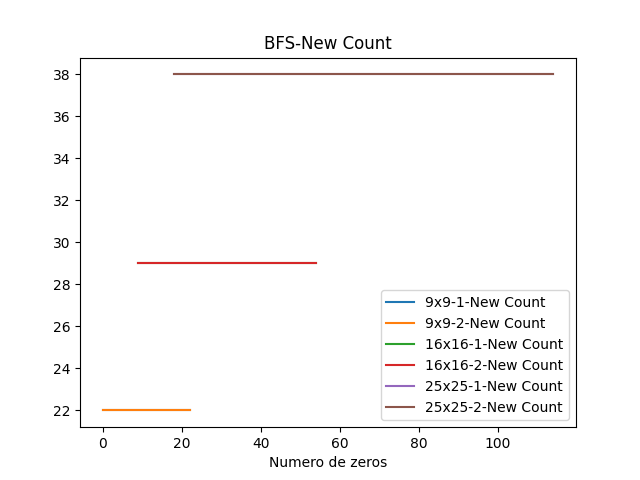 BFS-New Count
38
36
34
32
30
28
26
24
22
9x9-1-New Count
9x9-2-New Count
16x16-1-New Count
16x16-2-New Count
25x25-1-New Count
25x25-2-New Count
0 20 40 60 80 100
Numero de zeros